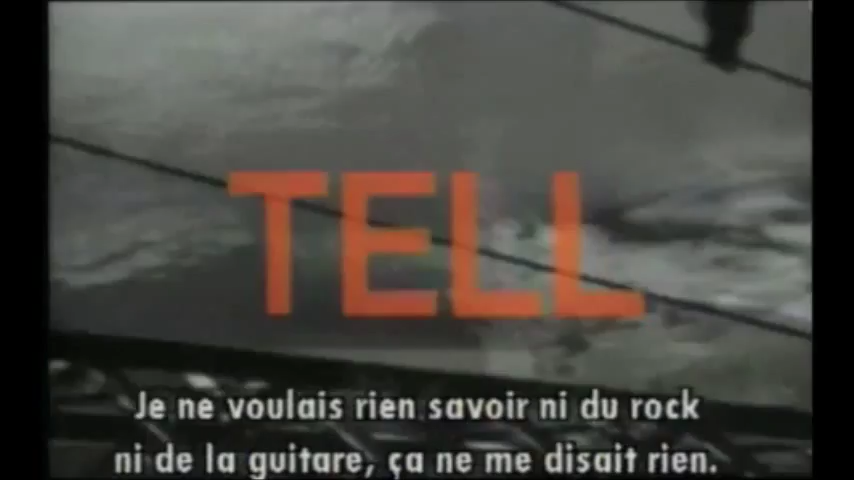 TELL
Je ne voulais rien savoir ni du rock
ni de la guitare, ça ne me disait rien.